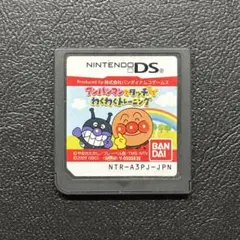 NINTENDO DS
Produced by 株式会社バンダイナムコゲームス
アンパンマンとタッチで
わくわくトレーニング
BAN
DAI
NTR-A3PJ-JPN